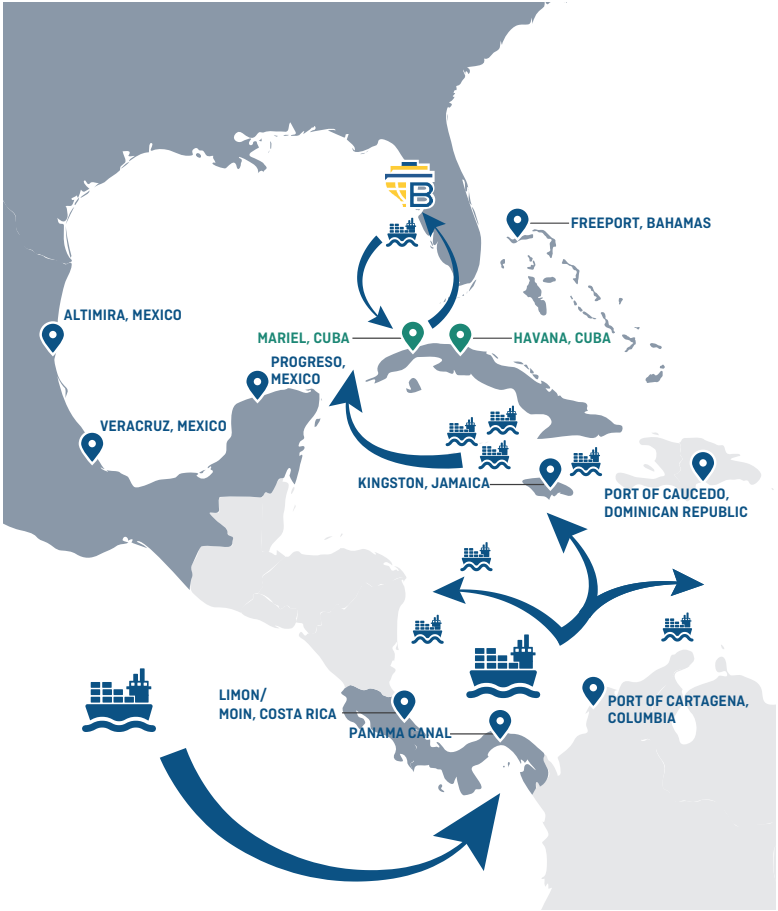 B
FREEPORT, BAHAMAS
ALTIMIRA, MEXICO
MARIEL, CUBA
HAVANA, CUBA
PROGRESO,
MEXICO
VERACRUZ, MEXICO
KINGSTON, JAMAICA
PORT OF CAUCEDO,
DOMINICAN REPUBLIC
LIMON/
MOIN, COSTA RICA
PORT OF CARTAGENA,
COLUMBIA
PANAMA CANAL